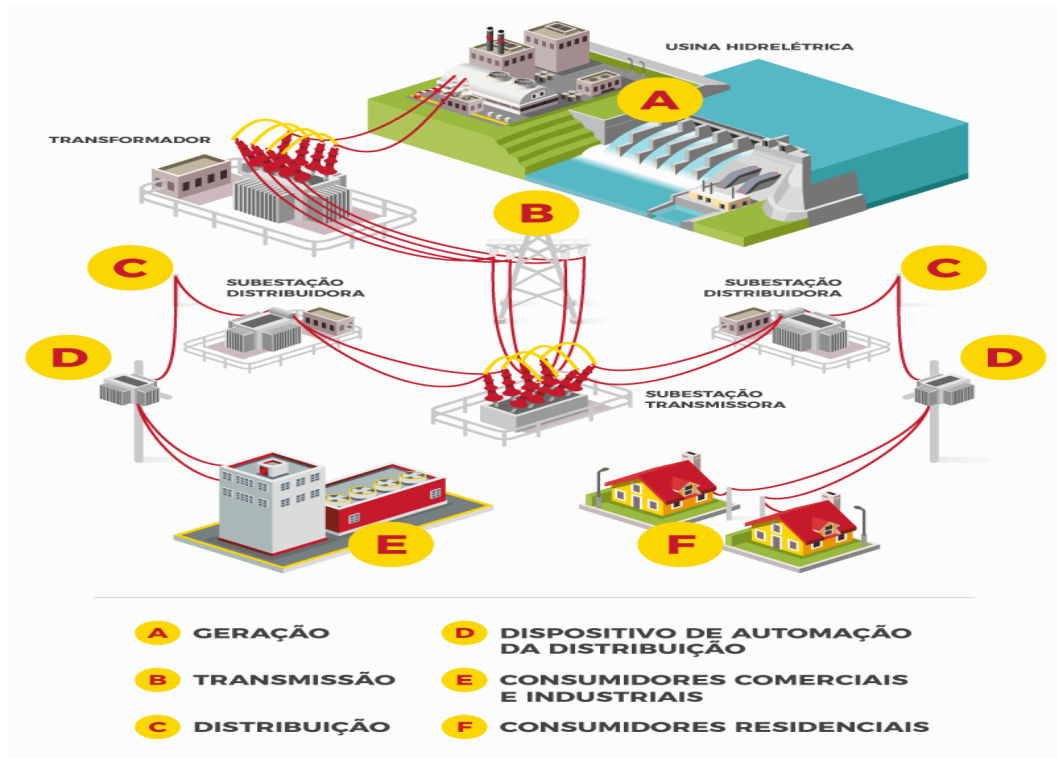 USINA HIDRELÉTRICA
A
TRANSFORMADOR
B
C
SUBESTAÇÃO
DISTRIBUIDORA
SUBESTAÇÃO
DISTRIBUIDORA
C
D
D
SUBESTAÇÃO
TRANSMISSORA
E
F
A GERAÇÃO
B TRANSMISSÃO
C DISTRIBUIÇÃO
D DISPOSITIVO DE AUTOMAÇÃO
DA DISTRIBUIÇÃO
E CONSUMIDORES COMERCIAIS
E INDUSTRIAIS
F CONSUMIDORES RESIDENCIAIS